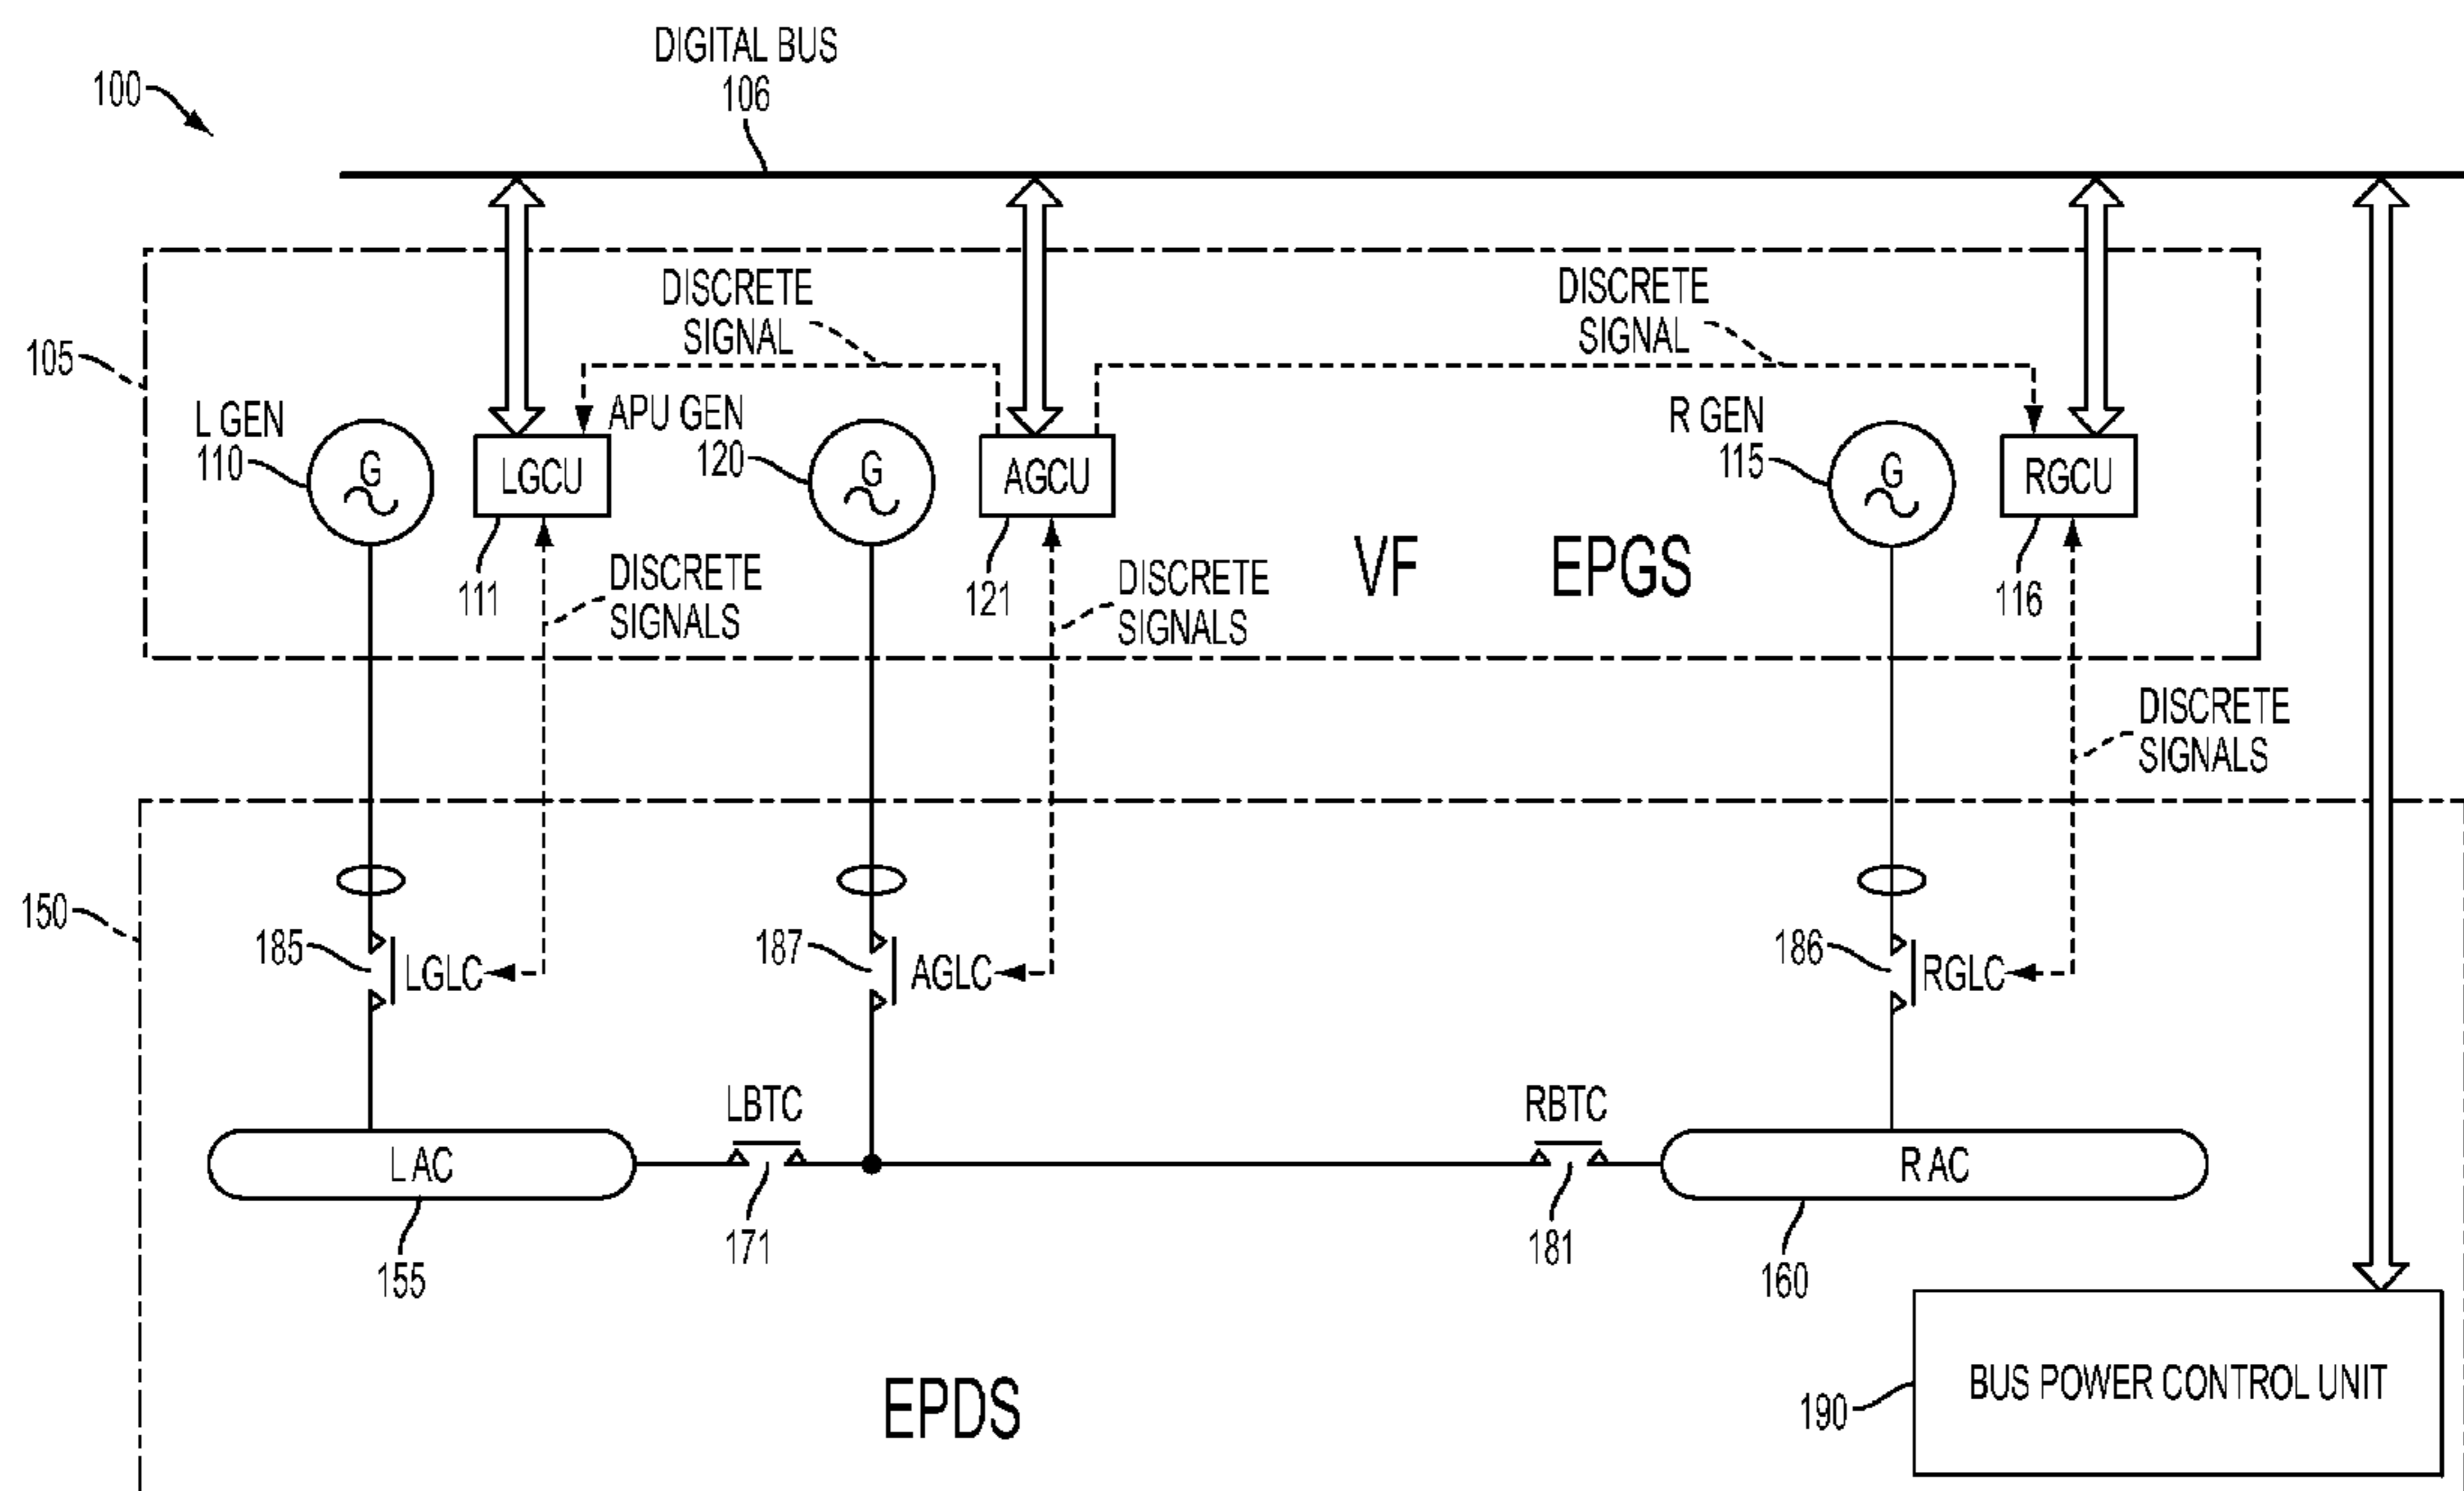 DIGITAL BUS
106
100
DISCRETE
SIGNAL
DISCRETE
SIGNAL
105
L GEN
110
G
LGCU
111
APU GEN
120
G
AGCU
121
R GEN
115
G
RGCU
116
DISCRETE
SIGNALS
DISCRETE
SIGNALS
VF EPGS
DISCRETE
SIGNALS
150
185
LGLC
187
AGLC
186
RGLC
LBTC
RBTC
L AC
R AC
155
171
181
160
BUS POWER CONTROL UNIT
190
EPDS